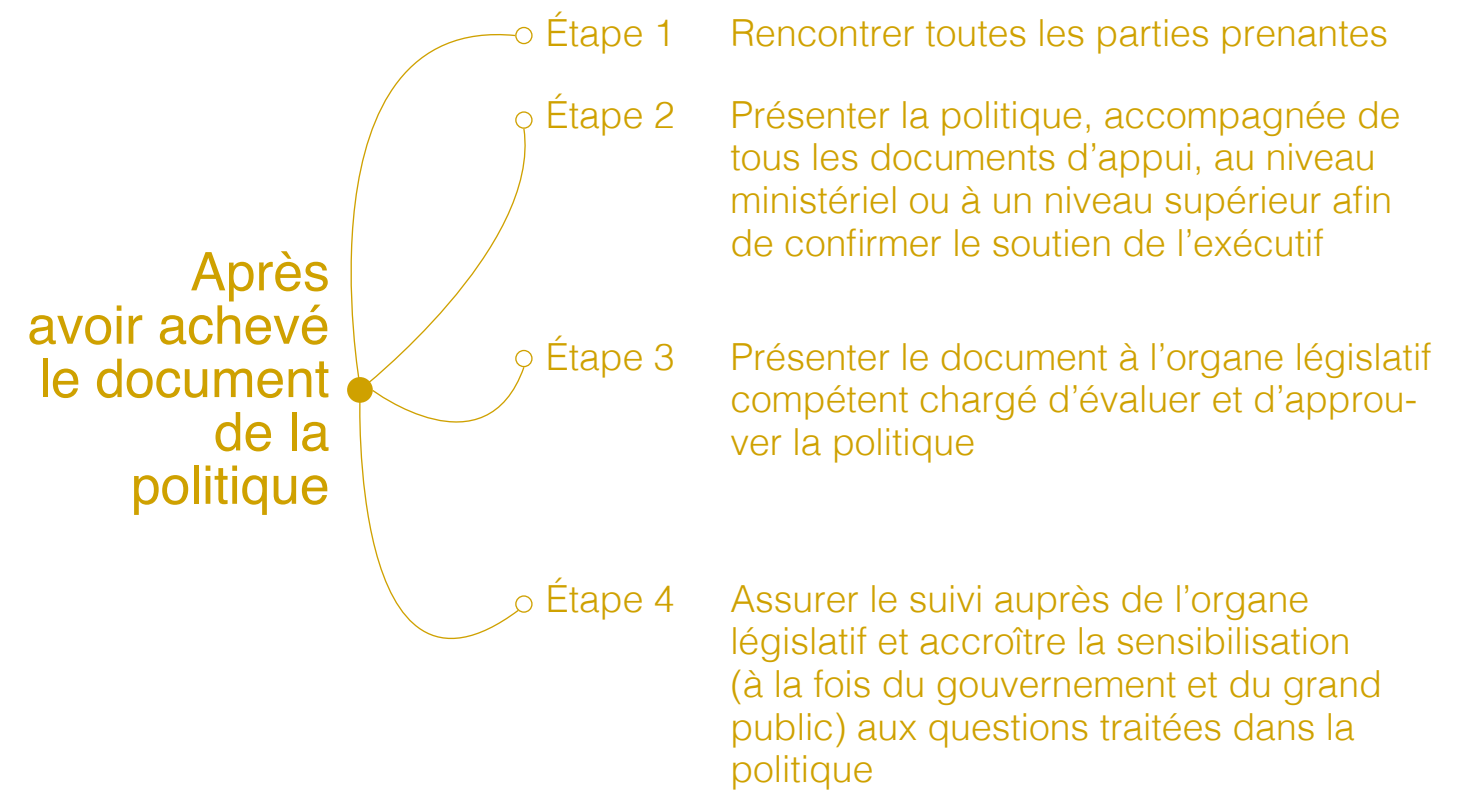 Après
avoir achevé
le document
de la
politique
Étape 1 Rencontrer toutes les parties prenantes
Étape 2 Présenter la politique, accompagnée de
tous les documents d’appui, au niveau
ministériel ou à un niveau supérieur afin
de confirmer le soutien de l’exécutif
Étape 3 Présenter le document à l’organe législatif
compétent chargé d’évaluer et d’approu-
ver la politique
Étape 4 Assurer le suivi auprès de l’organe
législatif et accroître la sensibilisation
(à la fois du gouvernement et du grand
public) aux questions traitées dans la
politique